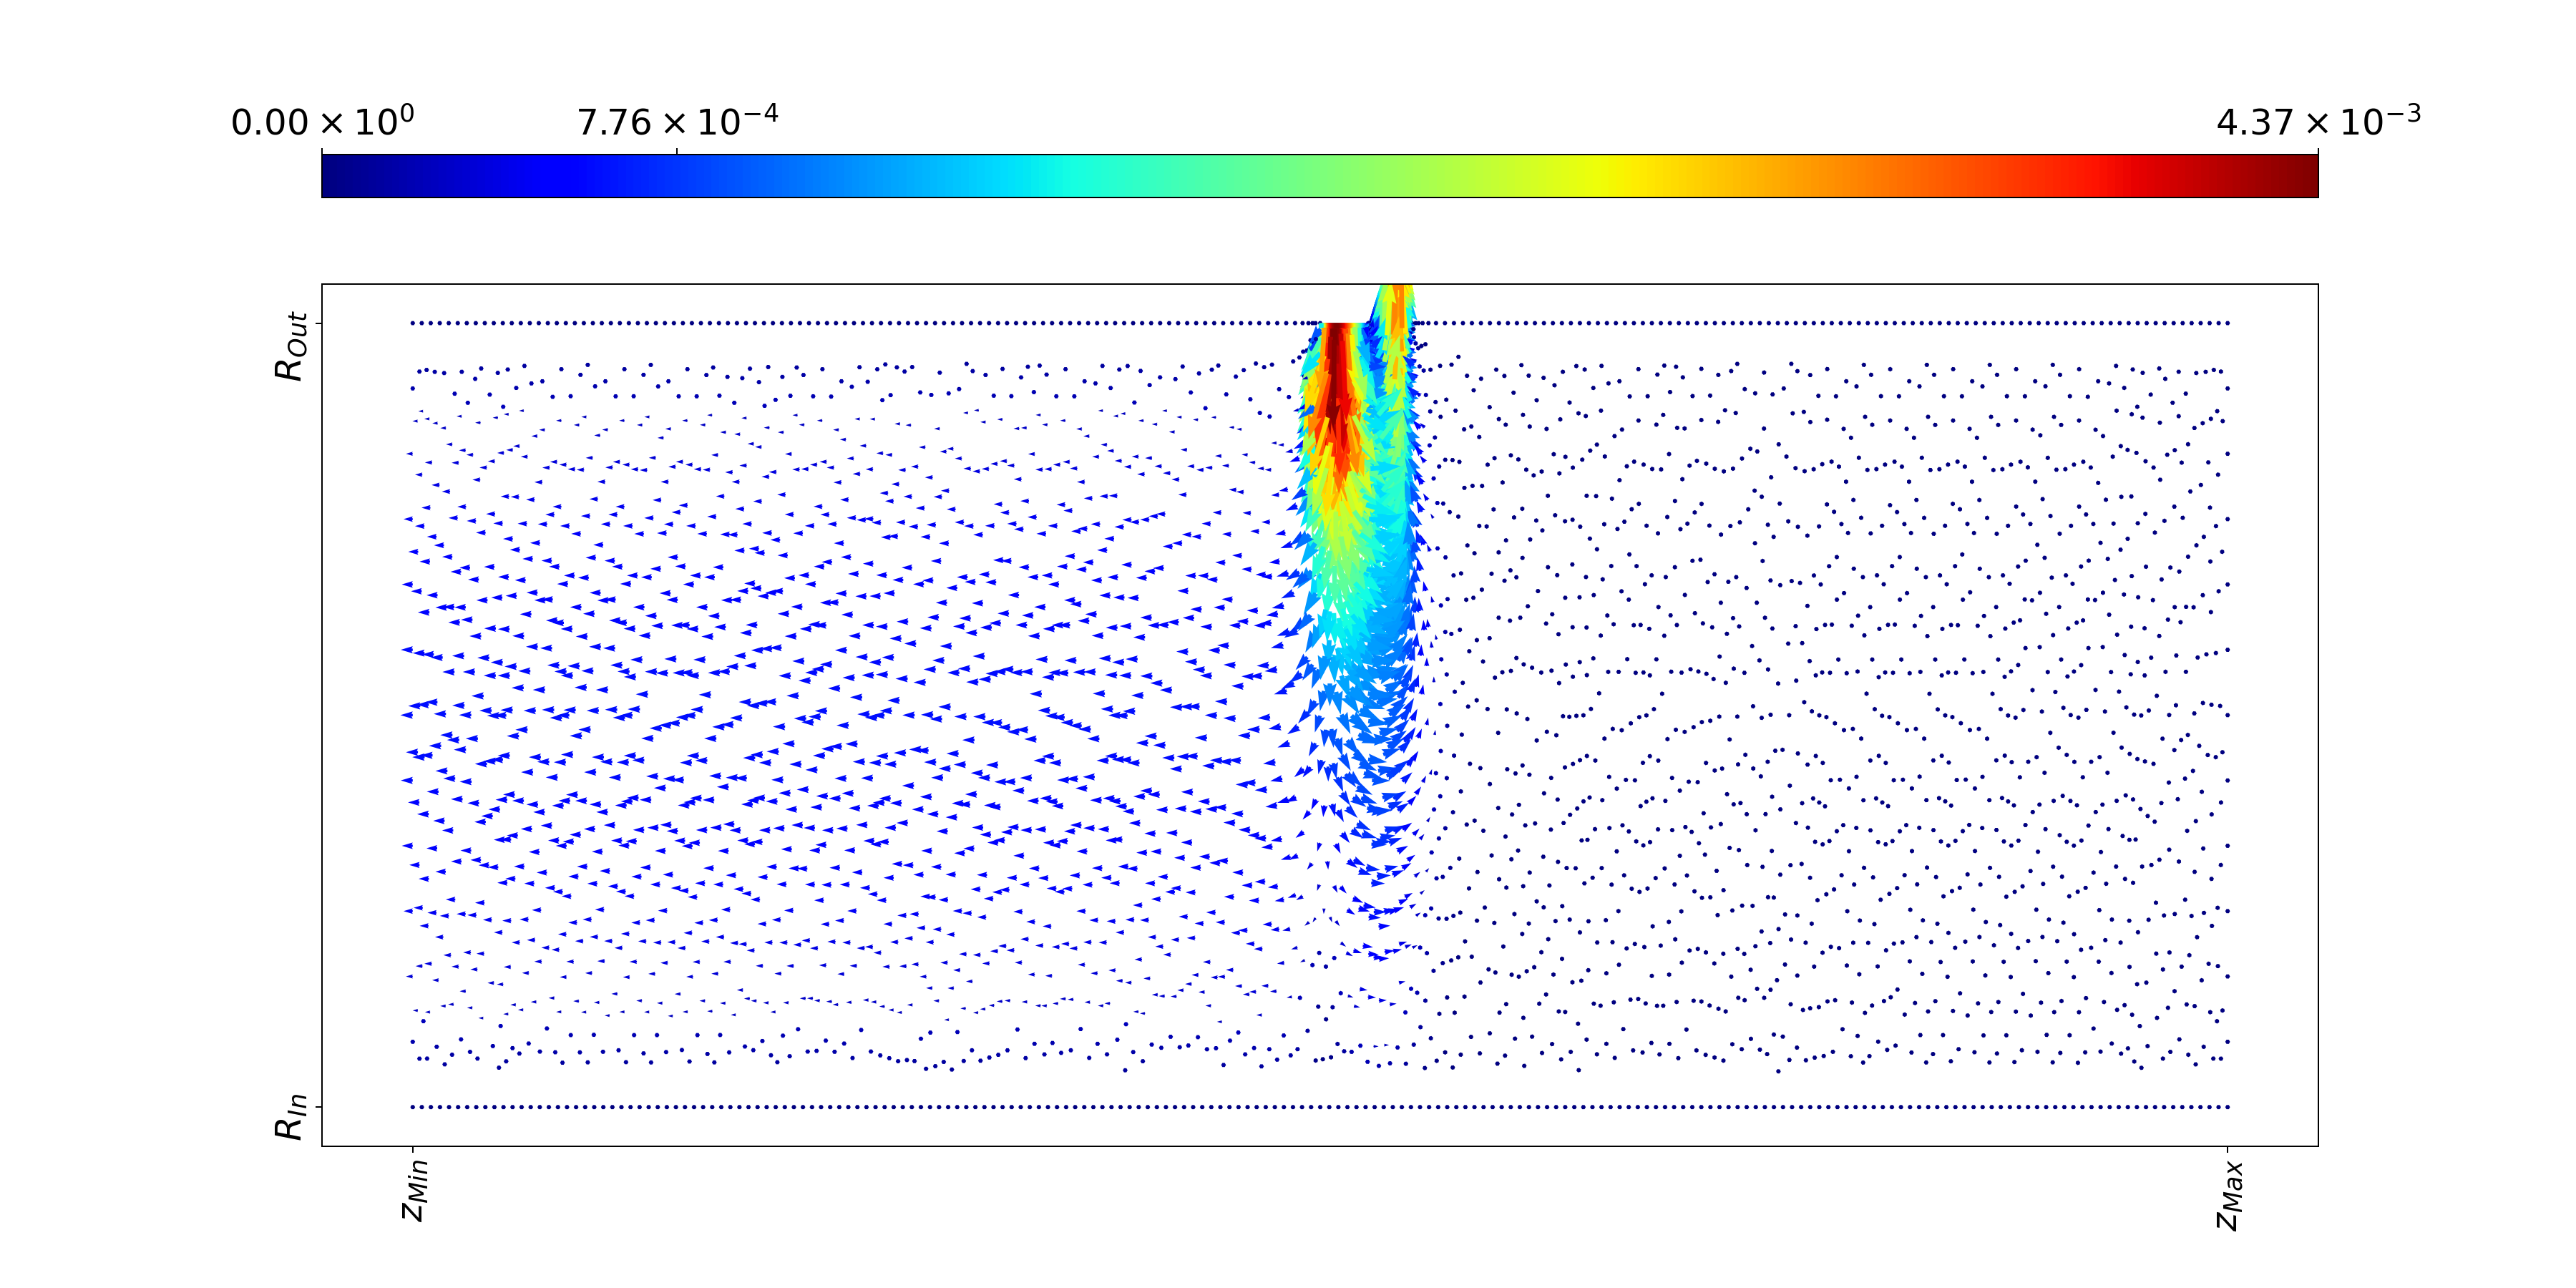 0.00 × 10⁰ 7.76 × 10⁻⁴ 4.37 × 10⁻³
R_Out
R_In
z_Min z_Max